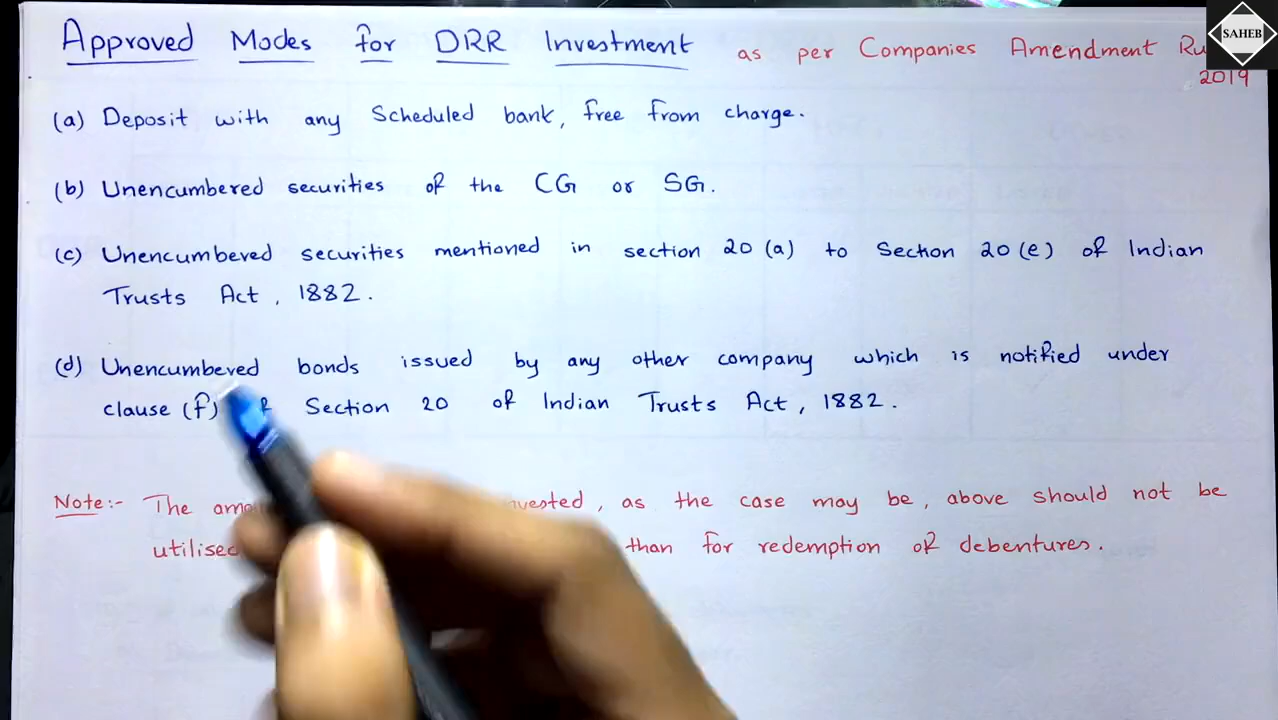 Approved Modes for DRR Investment as per Companies Amendment Ru
2019
SAHEB
(a) Deposit with any Scheduled bank, free from charge.
(b) Unencumbered securities of the CG or SG.
(c) Unencumbered securities mentioned in section 20 (a) to Section 20 (e) of Indian
Trusts Act, 1882.
(d) Unencumbered bonds issued by any other company which is notified under
clause (f) Section 20 of Indian Trusts Act, 1882.
Note:- The , as the case may be, above should not be
than for redemption of debentures.